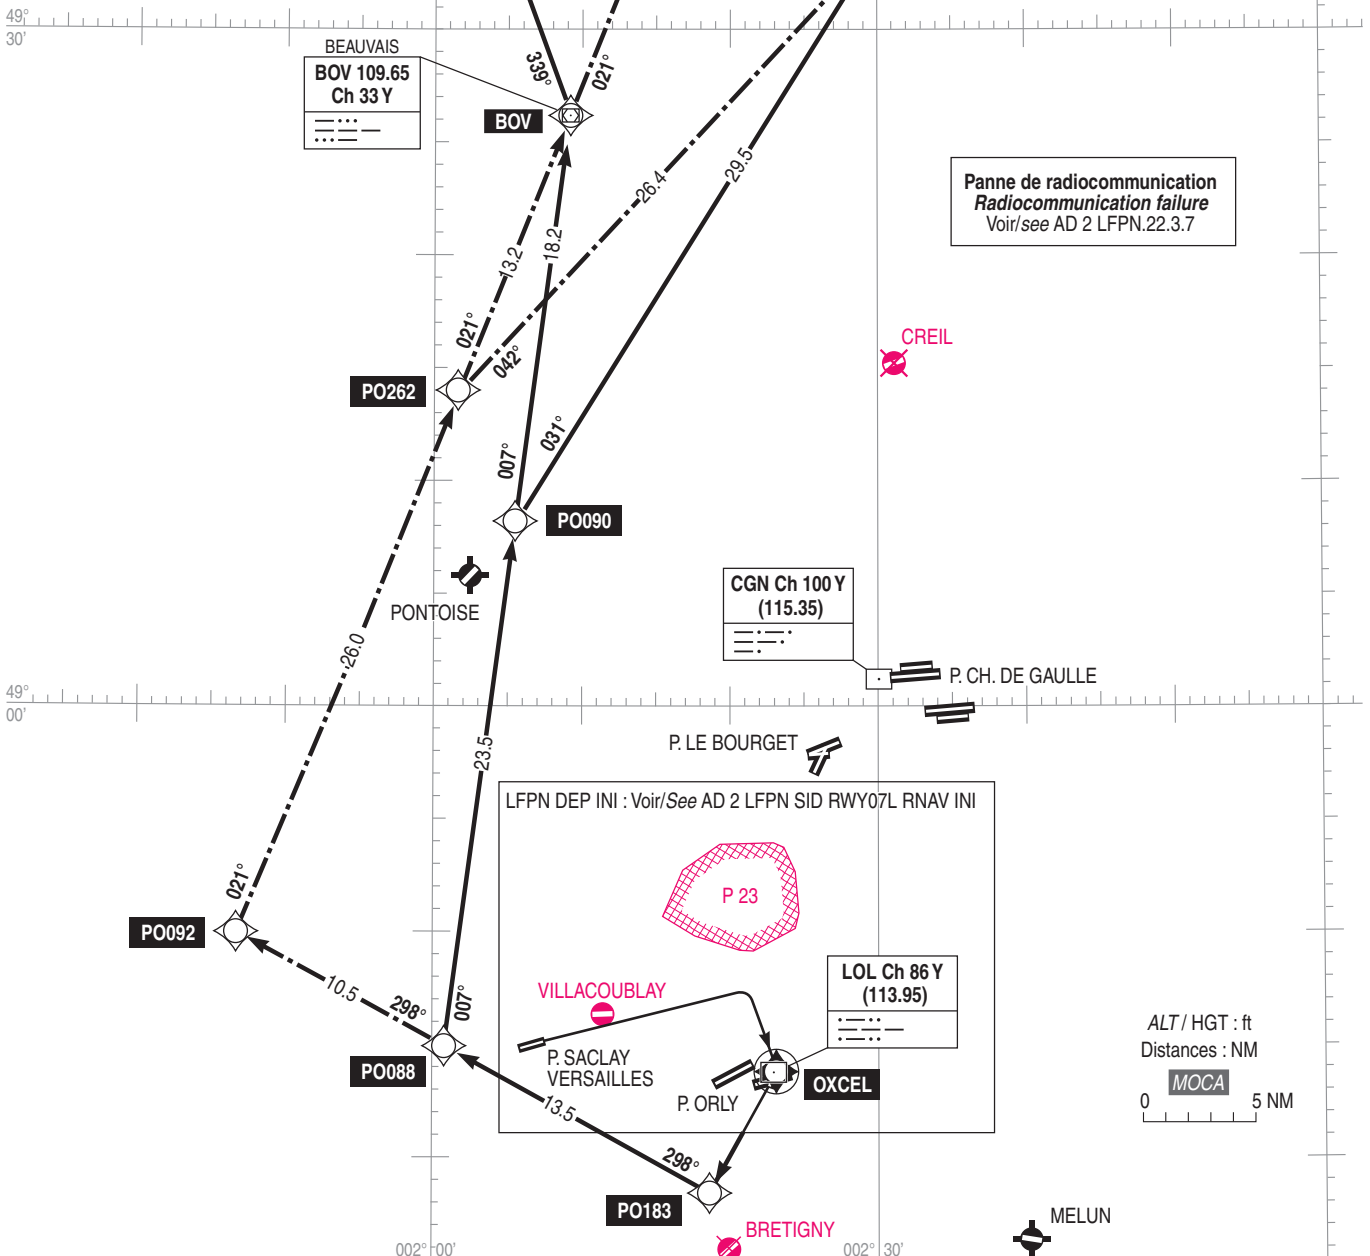 49°
30'
BEAUVAIS
BOV 109.65
Ch 33 Y
339°
021°
BOV
29.5
26.4
Panne de radiocommunication
Radiocommunication failure
Voir/see AD 2 LFPN.22.3.7
18.2
13.2
021°
042°
CREIL
PO262
031°
007°
PO090
PONTOISE
CGN Ch 100 Y
(115.35)
26.0
P. CH. DE GAULLE
49°
00'
23.5
P. LE BOURGET
LFPN DEP INI : Voir/See AD 2 LFPN SID RWY07L RNAV INI
021°
P 23
PO092
LOL Ch 86 Y
(113.95)
10.5
298°
007°
VILLACOUBLAY
ALT / HGT : ft
Distances : NM
MOCA
0 5 NM
P. SACLAY
VERSAILLES
PO088
OXCEL
P. ORLY
13.5
298°
PO183
BRETIGNY
MELUN
002° 00'
002° 30'